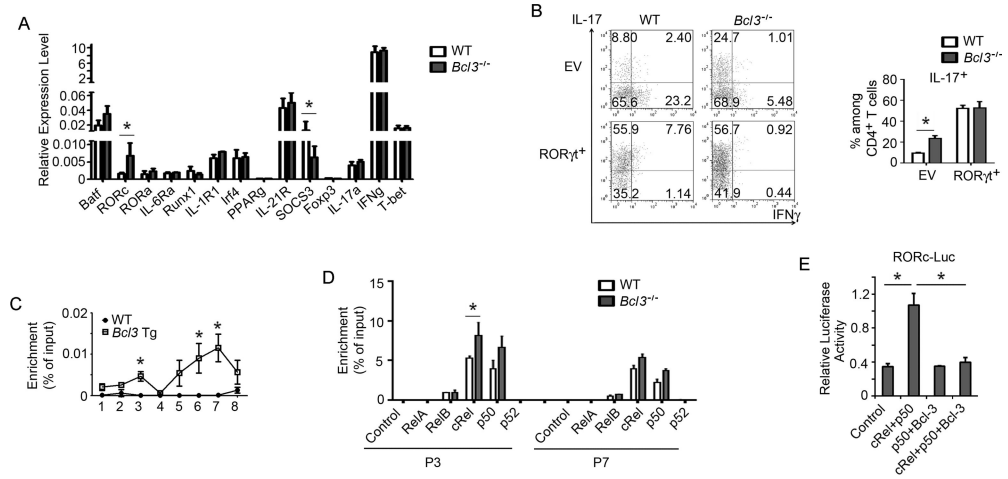 A
Relative Expression Level
10
8
6
4
2
0.06
0.04
0.02
0.010
0.005
0
WT
Bcl3⁻/⁻
*
*
Batf
RORc
RORa
IL-6Ra
Runx1
IL-1R1
Irf4
PPARg
IL-21R
SOCS3
Foxp3
IL-17a
IFNg
T-bet
B
IL-17
WT
Bcl3⁻/⁻
EV
8.80
2.40
65.6
23.2
24.7
1.01
68.9
5.48
RORγt⁺
55.9
7.76
35.2
1.14
56.7
0.92
41.9
0.44
IFNγ
WT
Bcl3⁻/⁻
IL-17⁺
% among
CD4⁺ T cells
80
60
40
20
0
*
EV
RORγt⁺
C
WT
Bcl3 Tg
Enrichment
(% of input)
0.02
0.01
0
*
*
*
1 2 3 4 5 6 7 8
D
WT
Bcl3⁻/⁻
Enrichment
(% of input)
15
10
5
0
*
Control
RelA
RelB
cRel
p50
p52
Control
RelA
RelB
cRel
p50
p52
P3
P7
E
RORc-Luc
Relative Luciferase
Activity
1.2
0.8
0.4
0
*
*
Control
cRel+p50
p50+Bcl-3
cRel+p50+Bcl-3